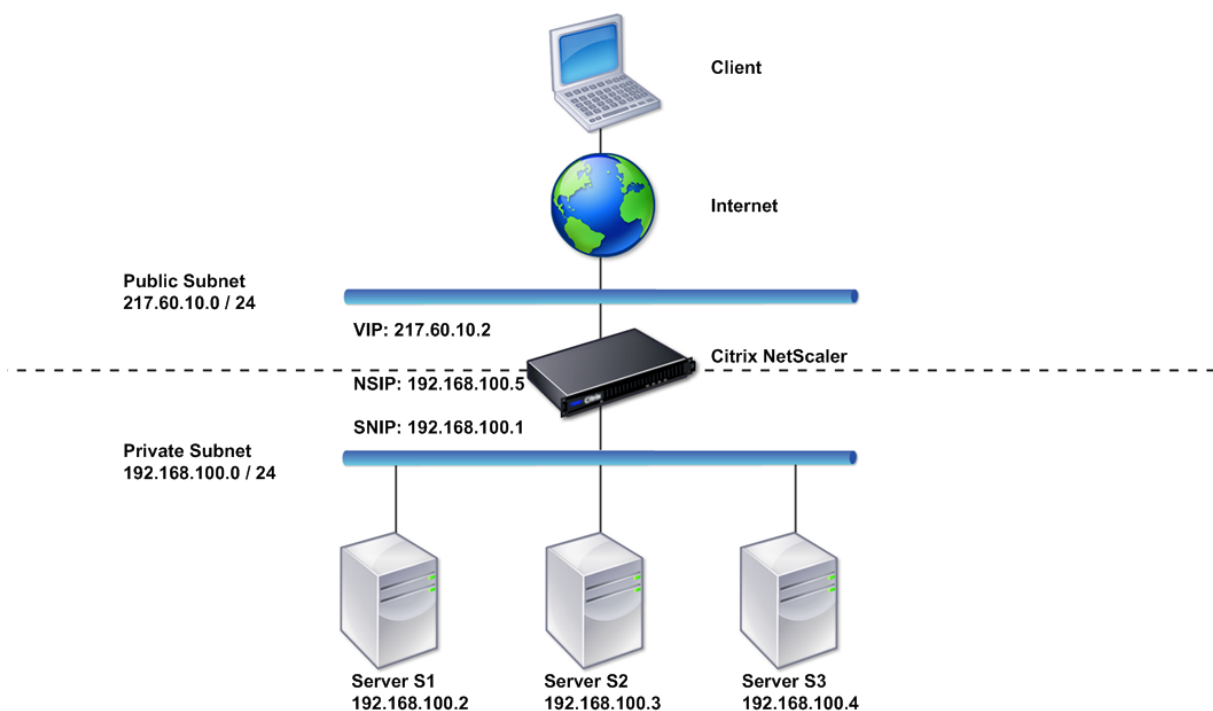 Client
Internet
Public Subnet
217.60.10.0 / 24
VIP: 217.60.10.2
Citrix NetScaler
NSIP: 192.168.100.5
SNIP: 192.168.100.1
Private Subnet
192.168.100.0 / 24
Server S1
192.168.100.2
Server S2
192.168.100.3
Server S3
192.168.100.4